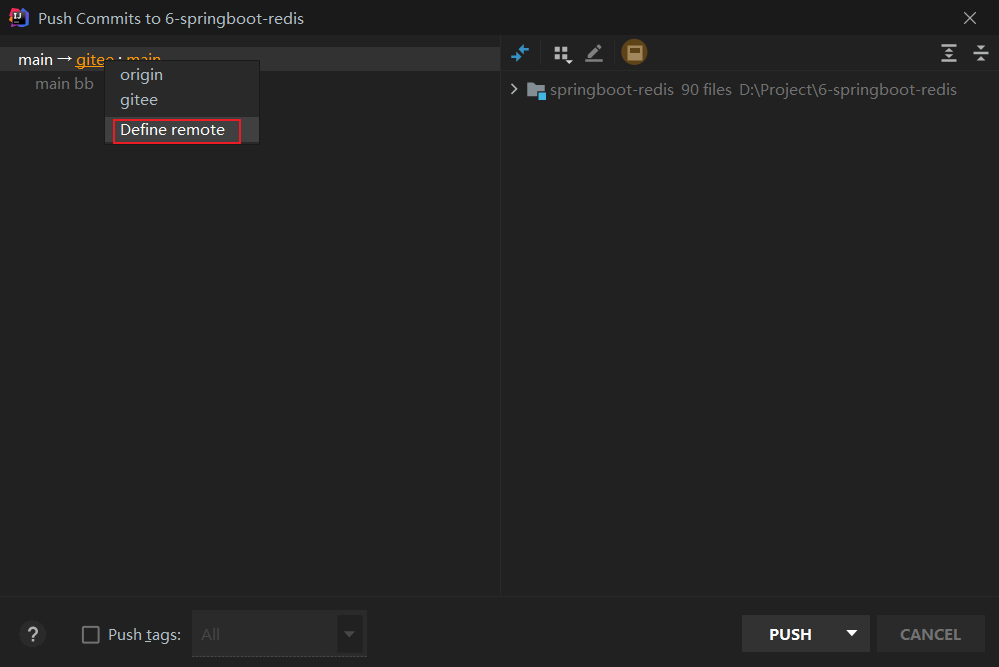 Push Commits to 6-springboot-redis
main → gitee : main
main bb
origin
gitee
Define remote
springboot-redis 90 files D:\Project\6-springboot-redis
? Push tags: All
PUSH
CANCEL